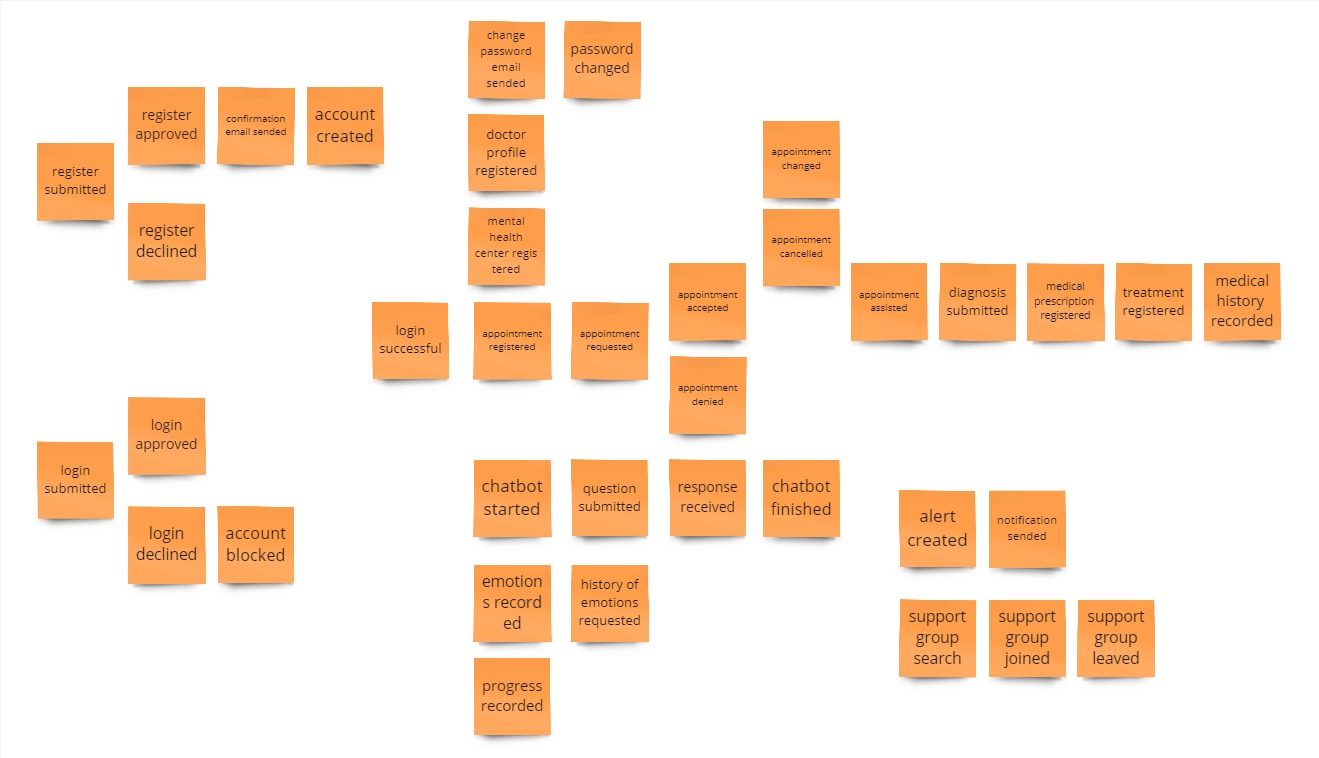 change
password
email
sended
password
changed
register
approved
confirmation
email sended
account
created
register
submitted
register
declined
doctor
profile
registered
mental
health
center regis
tered
appointment
changed
appointment
cancelled
login
successful
appointment
registered
appointment
requested
appointment
accepted
appointment
denied
appointment
assisted
diagnosis
submitted
medical
prescription
registered
treatment
registered
medical
history
recorded
login
submitted
login
approved
login
declined
account
blocked
chatbot
started
question
submitted
response
received
chatbot
finished
emotion
s record
ed
history of
emotions
requested
progress
recorded
alert
created
notification
sended
support
group
search
support
group
joined
support
group
leaved